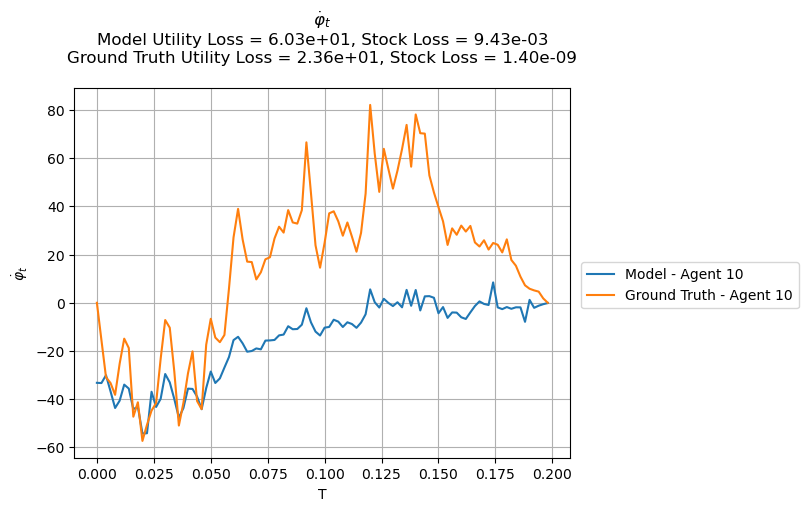 φ̇ₜ
Model Utility Loss = 6.03e+01, Stock Loss = 9.43e-03
Ground Truth Utility Loss = 2.36e+01, Stock Loss = 1.40e-09
80
60
40
20
0
−20
−40
−60
φ̇ₜ
0.000 0.025 0.050 0.075 0.100 0.125 0.150 0.175 0.200
T
Model - Agent 10
Ground Truth - Agent 10